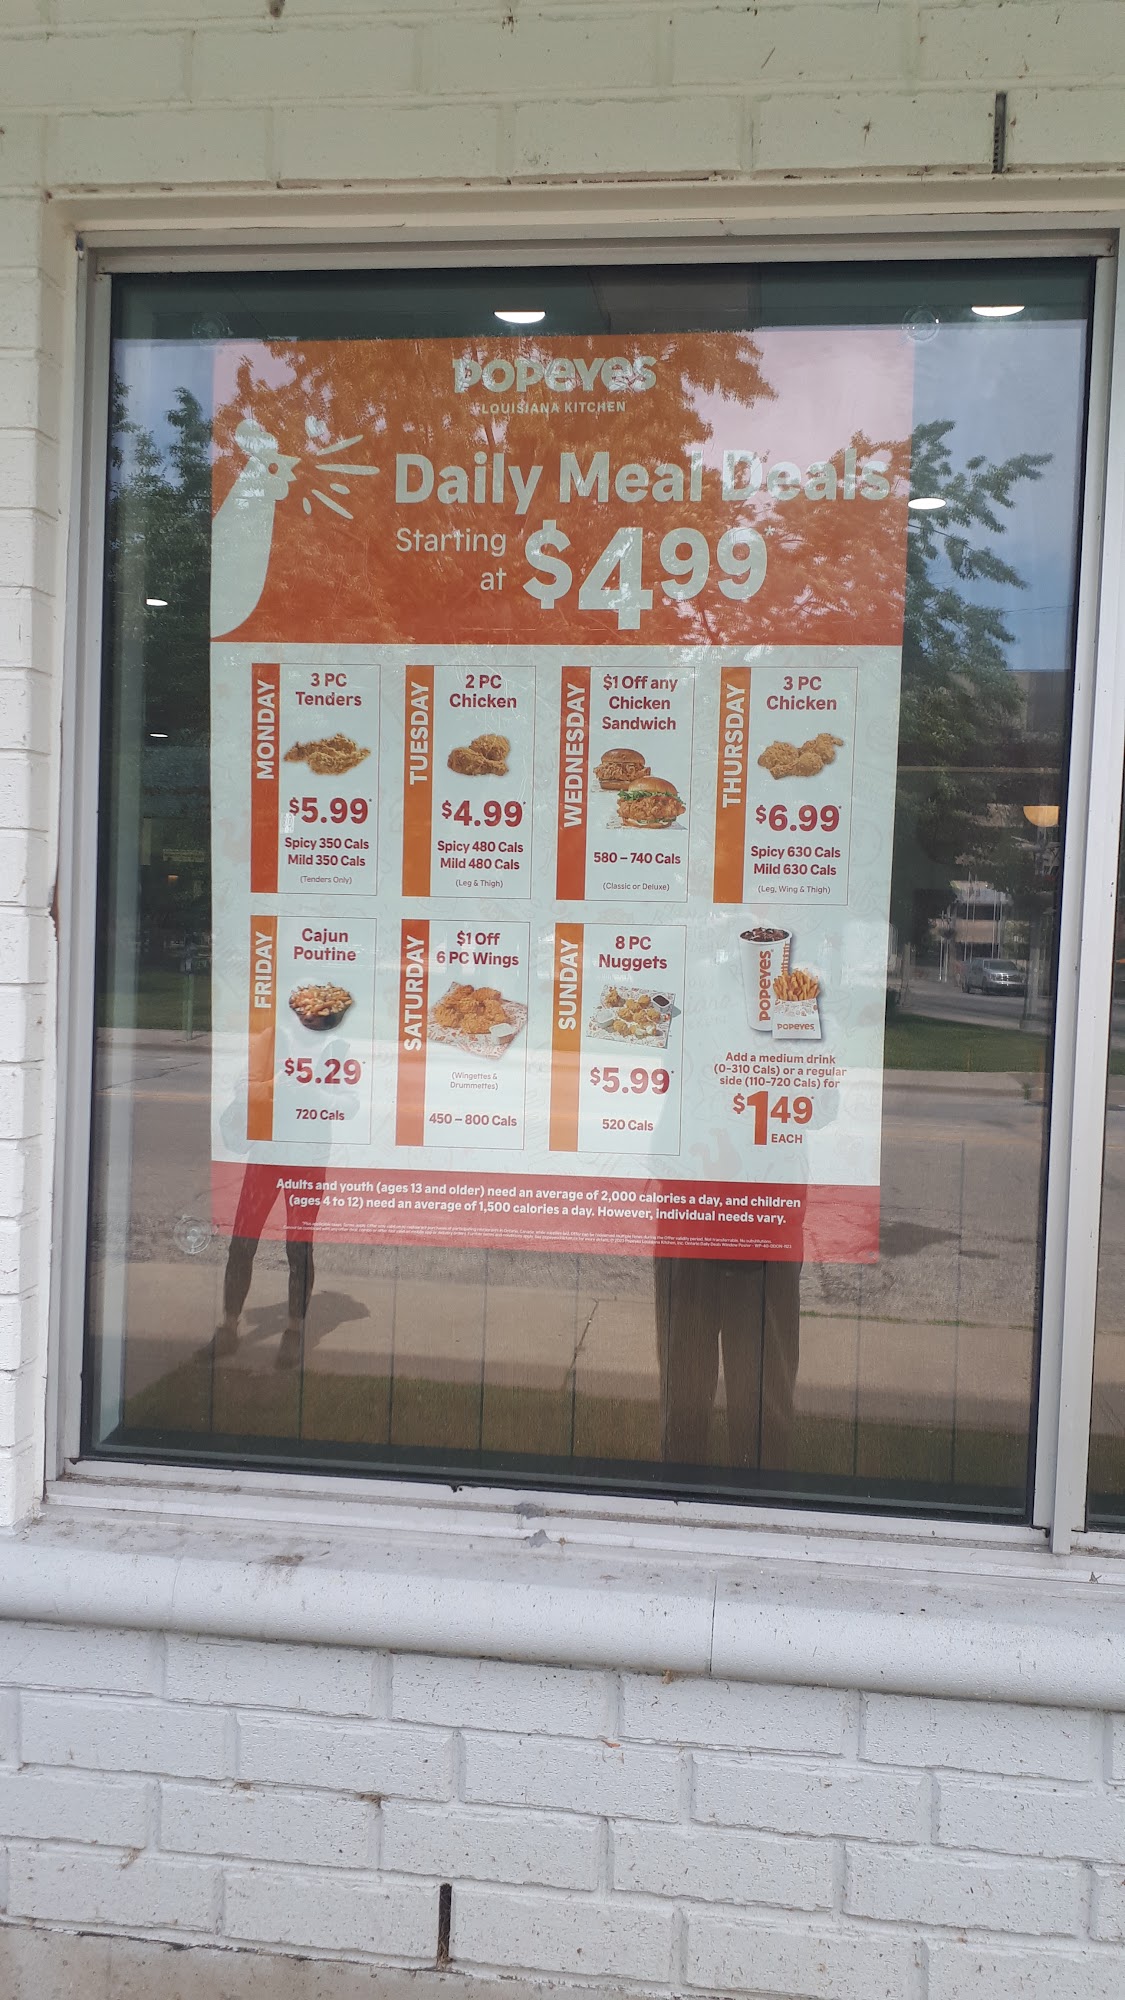 POPEYES
LOUISIANA KITCHEN
Daily Meal Deals
Starting
at
$4.99*
MONDAY
3 PC
Tenders
$5.99*
Spicy 350 Cals
Mild 350 Cals
(Tenders Only)
TUESDAY
2 PC
Chicken
$4.99*
Spicy 480 Cals
Mild 480 Cals
(Leg & Thigh)
WEDNESDAY
$1 Off any
Chicken
Sandwich
580 – 740 Cals
(Classic or Deluxe)
THURSDAY
3 PC
Chicken
$6.99*
Spicy 630 Cals
Mild 630 Cals
(Leg, Wing & Thigh)
FRIDAY
Cajun
Poutine
$5.29*
720 Cals
SATURDAY
$1 Off
6 PC Wings
(Wingettes &
Drummettes)
450 – 800 Cals
SUNDAY
8 PC
Nuggets
$5.99*
520 Cals
POPEYES
POPEYES
Add a medium drink
(0-310 Cals) or a regular
side (110-720 Cals) for
$1.49*
EACH
Adults and youth (ages 13 and older) need an average of 2,000 calories a day, and children
(ages 4 to 12) need an average of 1,500 calories a day. However, individual needs vary.